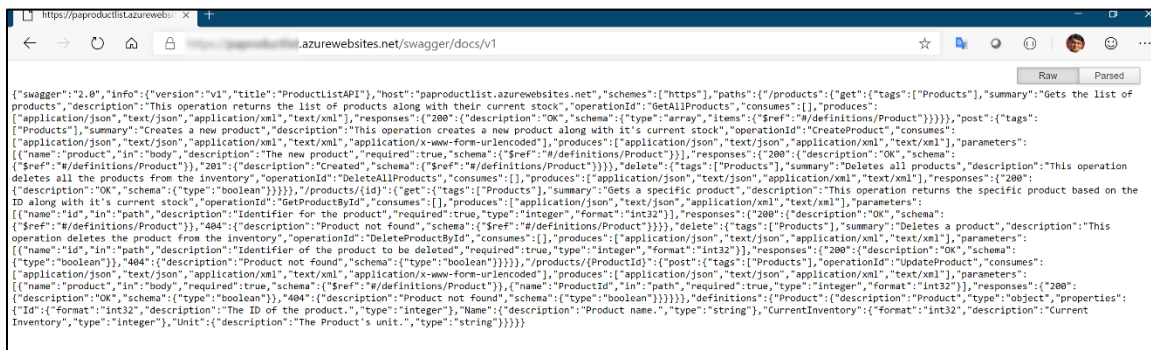 https://paproductlist.azurewebsit
.azurewebsites.net/swagger/docs/v1
Raw Parsed
{"swagger":"2.0","info":{"version":"v1","title":"ProductListAPI"},"host":"paproductlist.azurewebsites.net","schemes":["https"],"paths":{"/products":{"get":{"tags":["Products"],"summary":"Gets the list of
products","description":"This operation returns the list of products along with their current stock","operationId":"GetAllProducts","consumes":[],"produces":
["application/json","text/json","application/xml","text/xml"],"responses":{"200":{"description":"OK","schema":{"type":"array","items":{"$ref":"#/definitions/Product"}}}}},"post":{"tags":
["Products"],"summary":"Creates a new product","description":"This operation creates a new product along with it's current stock","operationId":"CreateProduct","consumes":
["application/json","text/json","application/xml","text/xml","application/x-www-form-urlencoded"],"produces":["application/json","text/json","application/xml","text/xml"],"parameters":
[{"name":"product","in":"body","description":"The new product","required":true,"schema":{"$ref":"#/definitions/Product"}}],"responses":{"200":{"description":"OK","schema":
{"$ref":"#/definitions/Product"}},"201":{"description":"Created","schema":{"$ref":"#/definitions/Product"}}}},"delete":{"tags":["Products"],"summary":"Deletes all products","description":"This operation
deletes all the products from the inventory","operationId":"DeleteAllProducts","consumes":[],"produces":["application/json","text/json","application/xml","text/xml"],"responses":{"200":
{"description":"OK","schema":{"type":"boolean"}}}}},"/products/{id}":{"get":{"tags":["Products"],"summary":"Gets a specific product","description":"This operation returns the specific product based on the
ID along with it's current stock","operationId":"GetProductById","consumes":[],"produces":["application/json","text/json","application/xml","text/xml"],"parameters":
[{"name":"id","in":"path","description":"Identifier for the product","required":true,"type":"integer","format":"int32"}],"responses":{"200":{"description":"OK","schema":
{"$ref":"#/definitions/Product"}},"404":{"description":"Product not found","schema":{"$ref":"#/definitions/Product"}}}},"delete":{"tags":["Products"],"summary":"Deletes a product","description":"This
operation deletes the product from the inventory","operationId":"DeleteProductById","consumes":[],"produces":["application/json","text/json","application/xml","text/xml"],"parameters":
[{"name":"id","in":"path","description":"Identifier of the product to be deleted","required":true,"type":"integer","format":"int32"}],"responses":{"200":{"description":"OK","schema":
{"type":"boolean"}},"404":{"description":"Product not found","schema":{"type":"boolean"}}}}},"/products/{ProductId}":{"post":{"tags":["Products"],"operationId":"UpdateProduct","consumes":
["application/json","text/json","application/xml","text/xml","application/x-www-form-urlencoded"],"produces":["application/json","text/json","application/xml","text/xml"],"parameters":
[{"name":"product","in":"body","required":true,"schema":{"$ref":"#/definitions/Product"}},{"name":"ProductId","in":"path","required":true,"type":"integer","format":"int32"}],"responses":{"200":
{"description":"OK","schema":{"type":"boolean"}},"404":{"description":"Product not found","schema":{"type":"boolean"}}}}}},"definitions":{"Product":{"description":"Product","type":"object","properties":
{"Id":{"format":"int32","description":"The ID of the product.","type":"integer"},"Name":{"description":"Product name.","type":"string"},"CurrentInventory":{"format":"int32","description":"Current
Inventory","type":"integer"},"Unit":{"description":"The Product's unit.","type":"string"}}}}}